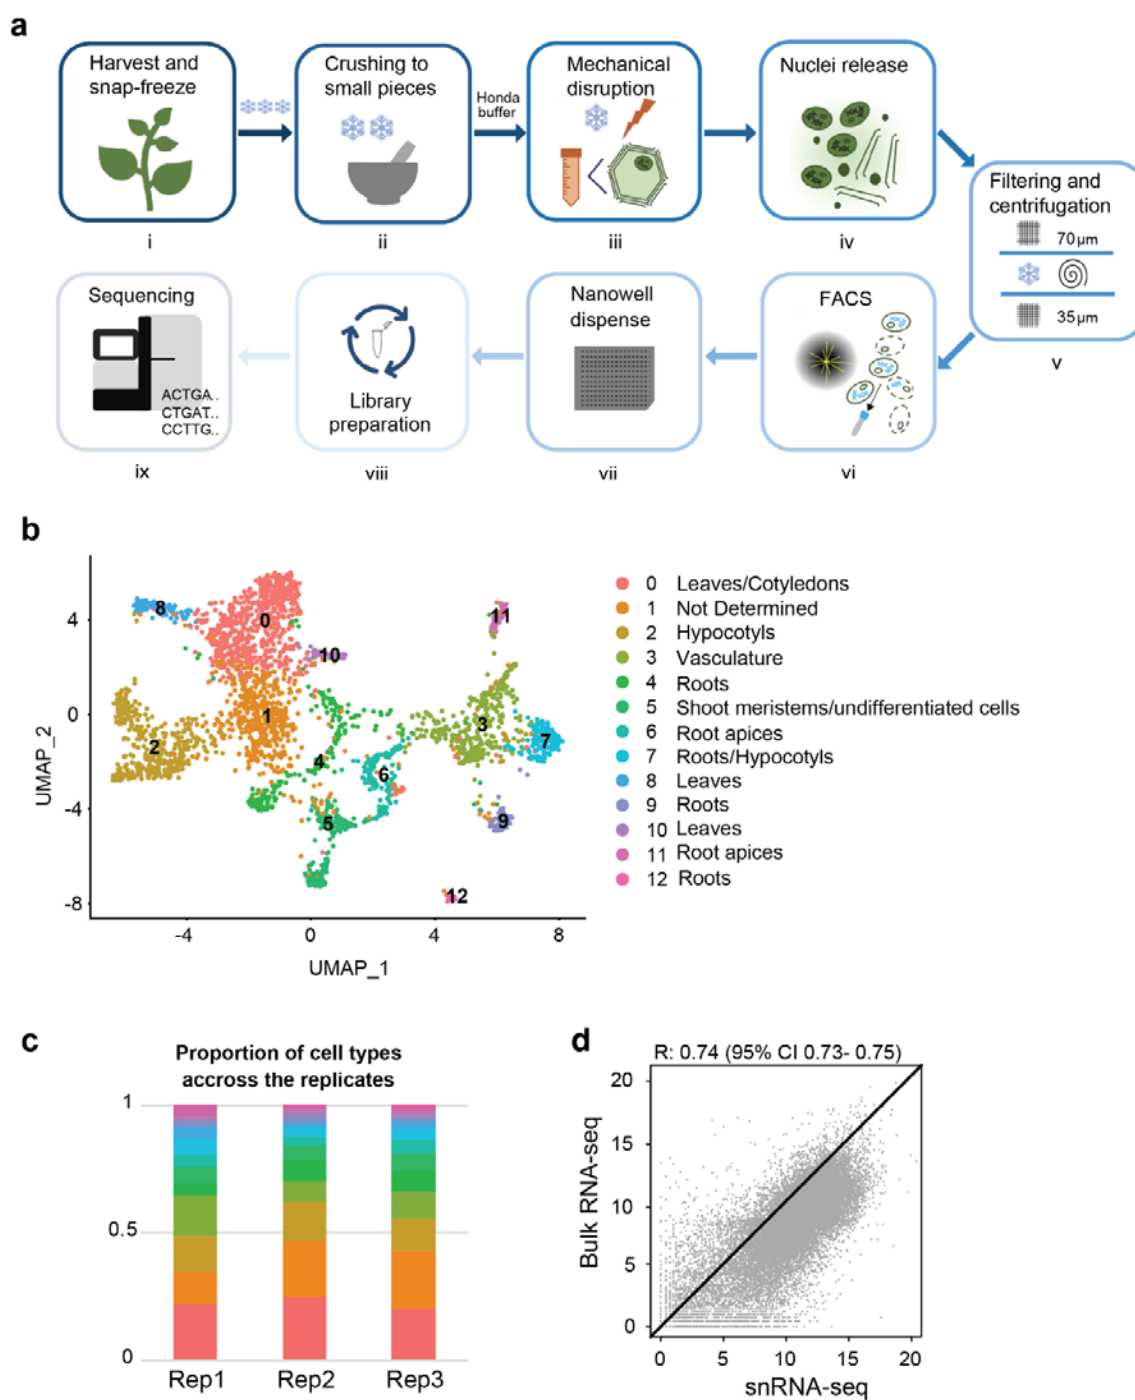 a
Harvest and
snap-freeze
Crushing to
small pieces
Honda
buffer
Mechanical
disruption
Nuclei release
Filtering and
centrifugation
70 µm
35 µm
i
ii
iii
iv
v
Sequencing
ACTGA..
CTGAT..
CCTTG..
Library
preparation
Nanowell
dispense
FACS
ix
viii
vii
vi
b
UMAP_2
4
0
-4
-8
8
0
11
10
1
2
3
7
4
6
5
9
12
-4
0
4
8
UMAP_1
0 Leaves/Cotyledons
1 Not Determined
2 Hypocotyls
3 Vasculature
4 Roots
5 Shoot meristems/undifferentiated cells
6 Root apices
7 Roots/Hypocotyls
8 Leaves
9 Roots
10 Leaves
11 Root apices
12 Roots
c
Proportion of cell types
accross the replicates
1
0.5
0
Rep1 Rep2 Rep3
d
R: 0.74 (95% CI 0.73- 0.75)
Bulk RNA-seq
20
15
10
5
0
0 5 10 15 20
snRNA-seq